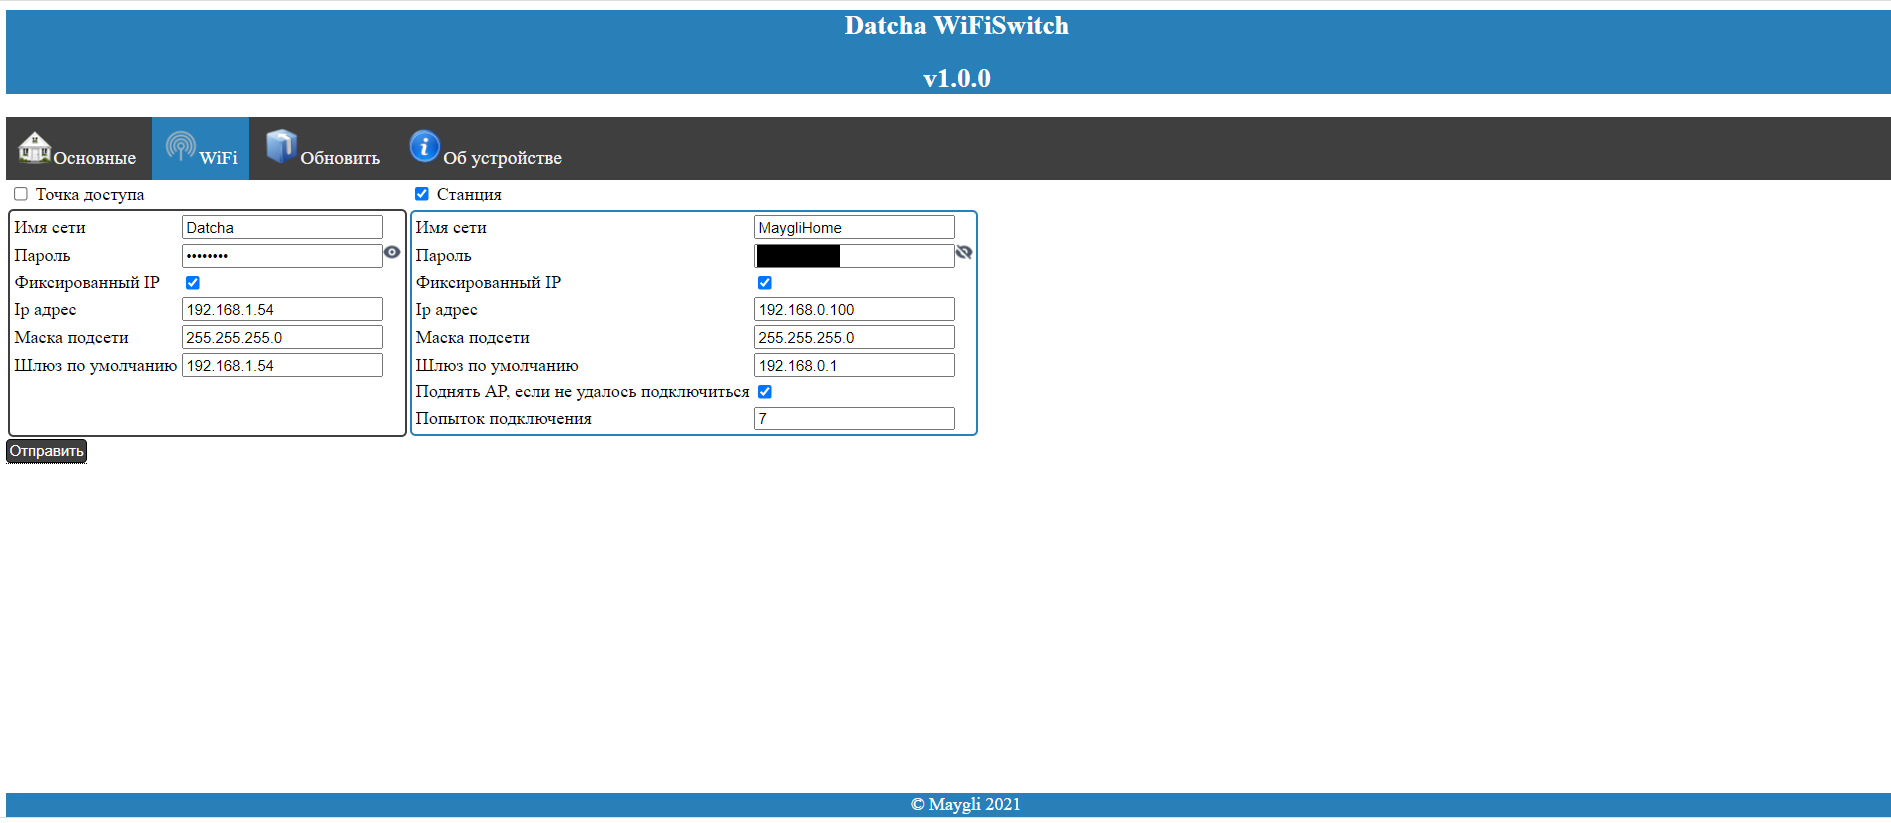 Datcha WiFiSwitch
v1.0.0
Основные WiFi Обновить Об устройстве
Точка доступа
Имя сети Datcha
Пароль ••••••••
Фиксированный IP
Ip адрес 192.168.1.54
Маска подсети 255.255.255.0
Шлюз по умолчанию 192.168.1.54
Станция
Имя сети MaygliHome
Пароль
Фиксированный IP
Ip адрес 192.168.0.100
Маска подсети 255.255.255.0
Шлюз по умолчанию 192.168.0.1
Поднять AP, если не удалось подключиться
Попыток подключения 7
Отправить
© Maygli 2021